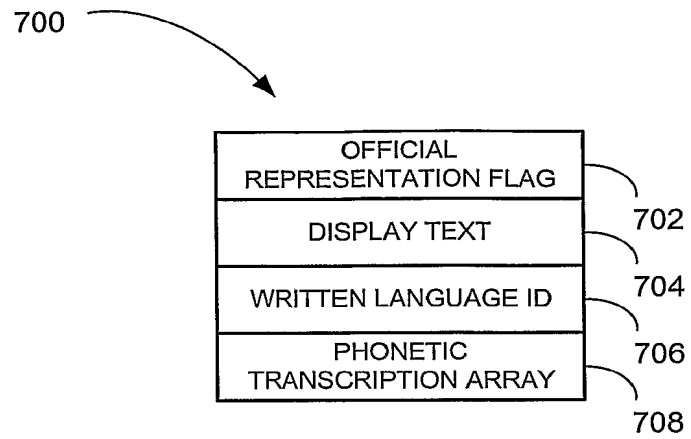 700
OFFICIAL
REPRESENTATION FLAG
702
DISPLAY TEXT
704
WRITTEN LANGUAGE ID
706
PHONETIC
TRANSCRIPTION ARRAY
708